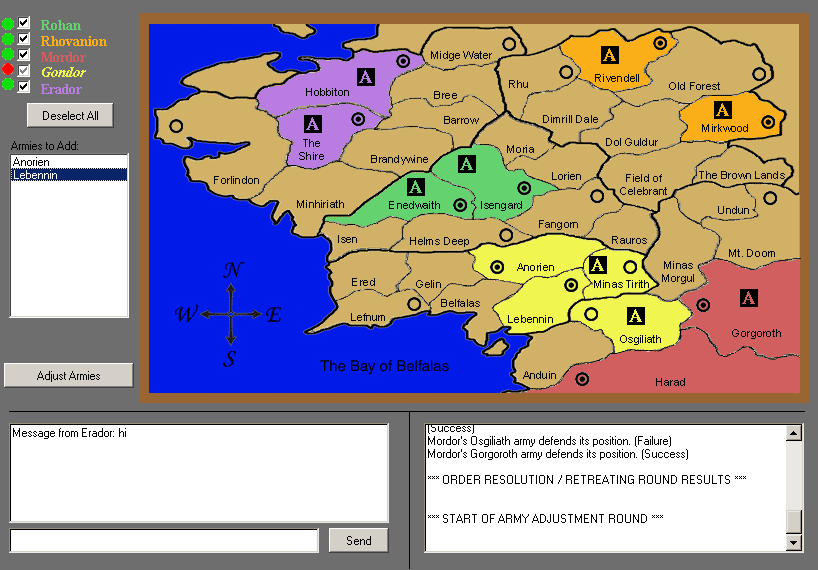 Rohan
Rhovanion
Mordor
Gondor
Erador
Deselect All
Armies to Add:
Anorien
Lebennin
Adjust Armies
Midge Water
Rivendell
Hobbiton
A
A
Rhu
Old Forest
Bree
Barrow
Dimrill Dale
A
Mirkwood
A
The
Shire
Brandywine
Moria
Dol Guldur
Forlindon
A
Lorien
Field of
Celebrant
The Brown Lands
Minhiriath
A
Enedwaith
Isengard
Undun
Isen
Helms Deep
Fangorn
Rauros
Mt. Doom
N
W
E
S
Ered
Gelin
Anorien
A
Minas Tirith
Minas
Morgul
Lefnum
Belfalas
Lebennin
A
Osgiliath
A
Gorgoroth
The Bay of Belfalas
Anduin
Harad
Message from Erador: hi
Send
(Success)
Mordor's Osgiliath army defends its position. (Failure)
Mordor's Gorgoroth army defends its position. (Success)
*** ORDER RESOLUTION / RETREATING ROUND RESULTS ***
*** START OF ARMY ADJUSTMENT ROUND ***